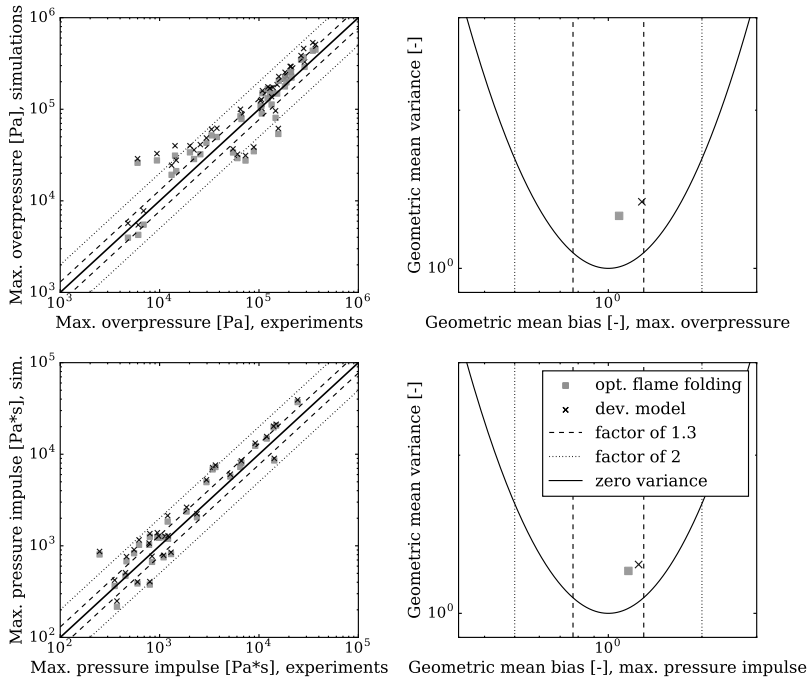 10^6
10^5
10^4
10^3
Max. overpressure [Pa], simulations
10^3 10^4 10^5 10^6
Max. overpressure [Pa], experiments
Geometric mean variance [-]
10^0
10^0
Geometric mean bias [-], max. overpressure
10^5
10^4
10^3
10^2
Max. pressure impulse [Pa*s], sim.
10^2 10^3 10^4 10^5
Max. pressure impulse [Pa*s], experiments
Geometric mean variance [-]
10^0
opt. flame folding
dev. model
factor of 1.3
factor of 2
zero variance
10^0
Geometric mean bias [-], max. pressure impulse